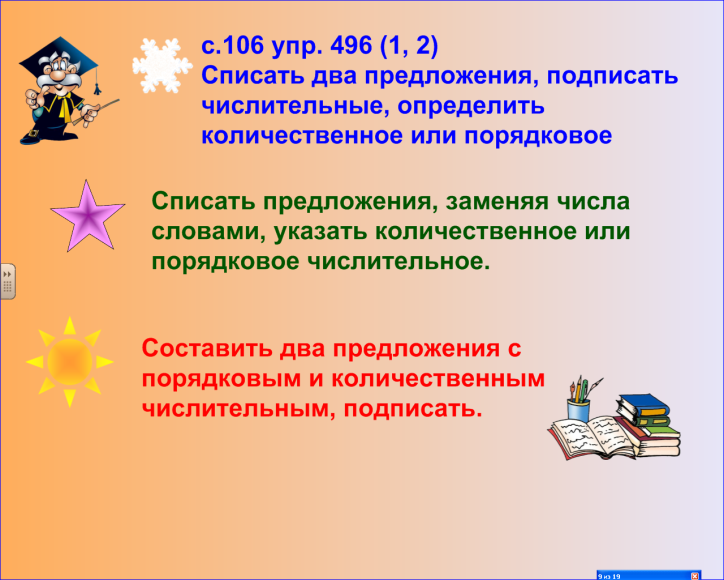 с.106 упр. 496 (1, 2)
Списать два предложения, подписать
числительные, определить
количественное или порядковое
Списать предложения, заменяя числа
словами, указать количественное или
порядковое числительное.
Составить два предложения с
порядковым и количественным
числительным, подписать.
9 из 19